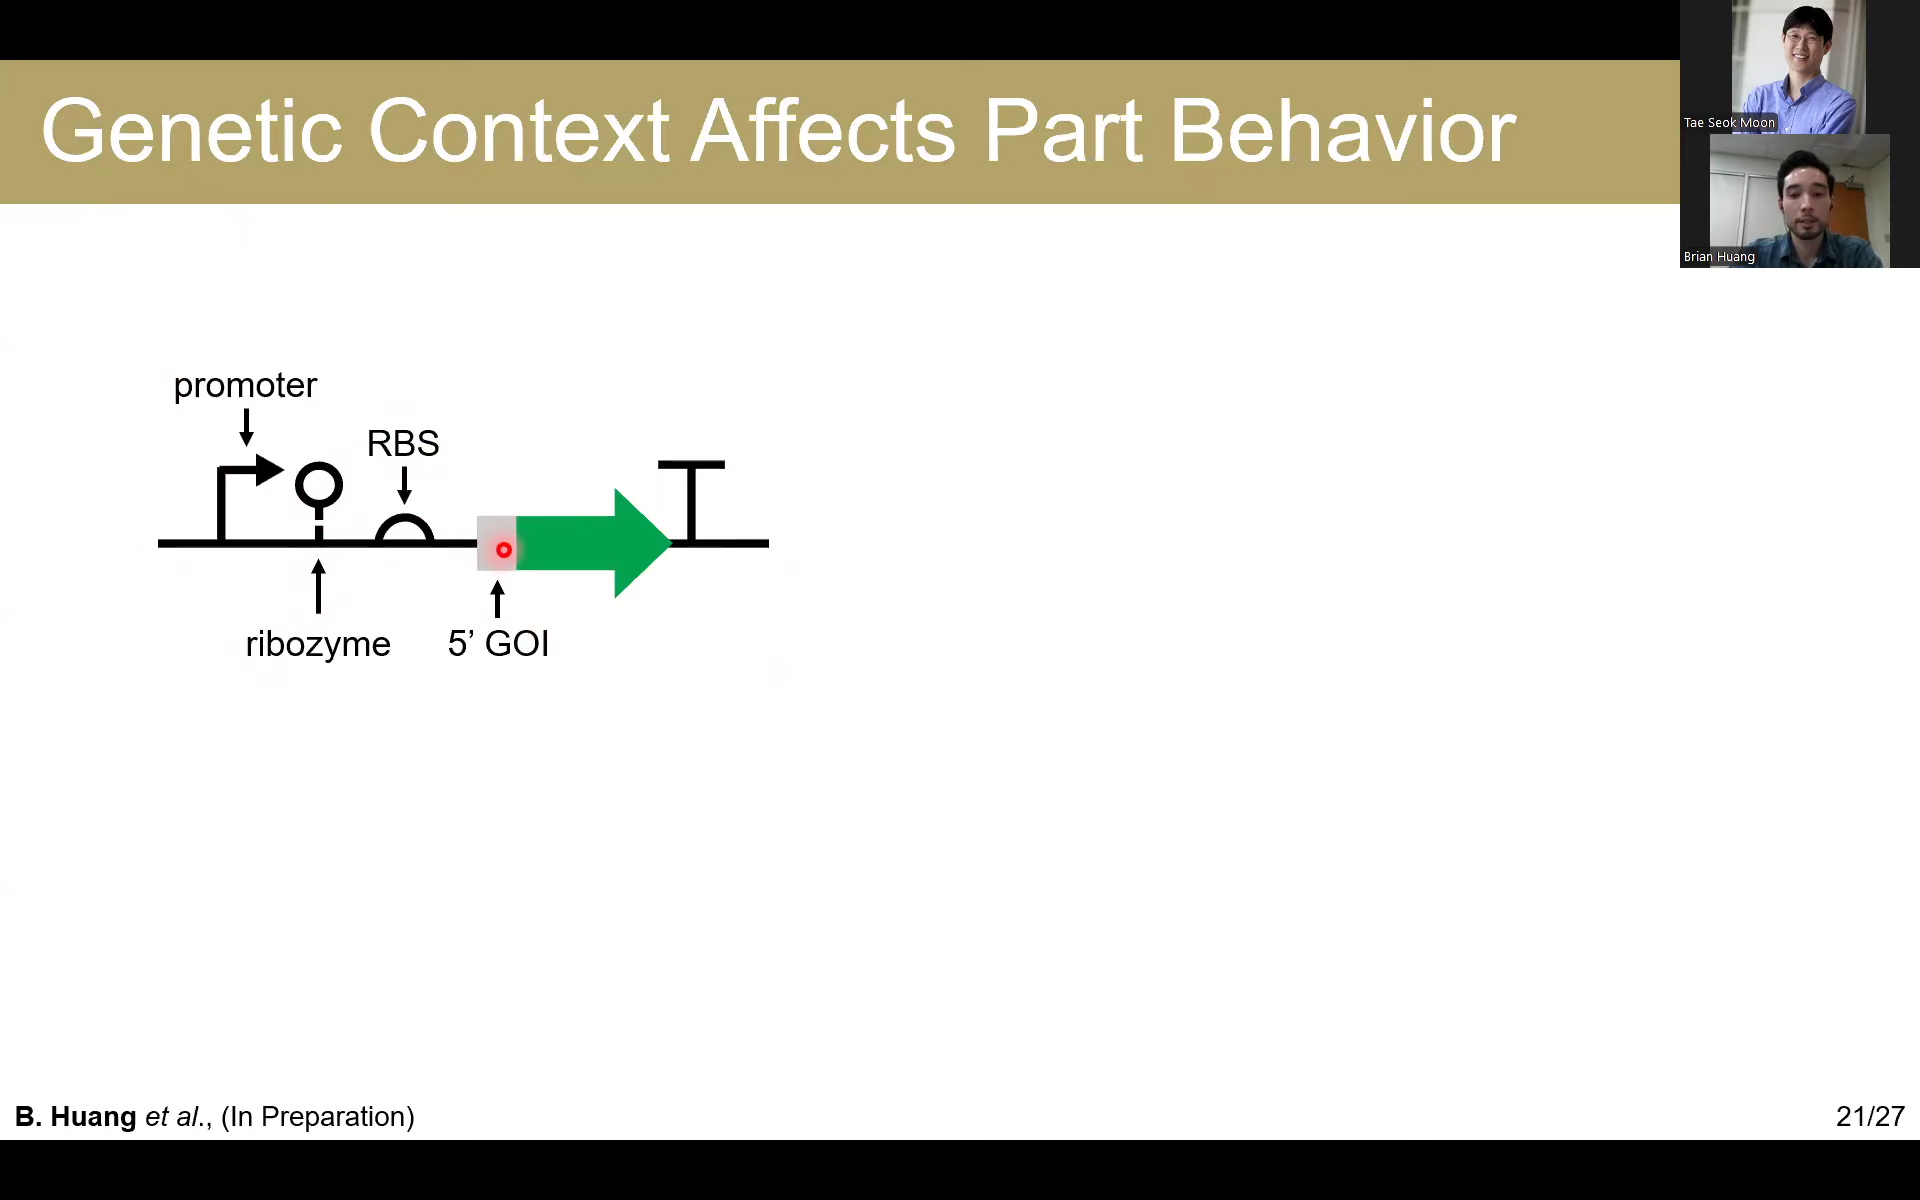 Genetic Context Affects Part Behavior
Tae Seok Moon
Brian Huang
promoter
RBS
ribozyme
5’ GOI
B. Huang et al., (In Preparation)
21/27